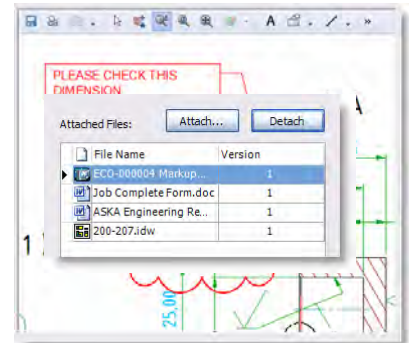 A
PLEASE CHECK THIS
DIMENSION
A
Attached Files: Attach... Detach
File Name Version
ECO-000004 Markup... 1
Job Complete Form.doc 1
ASKA Engineering Re... 1
200-207.idw 1
1
25,00